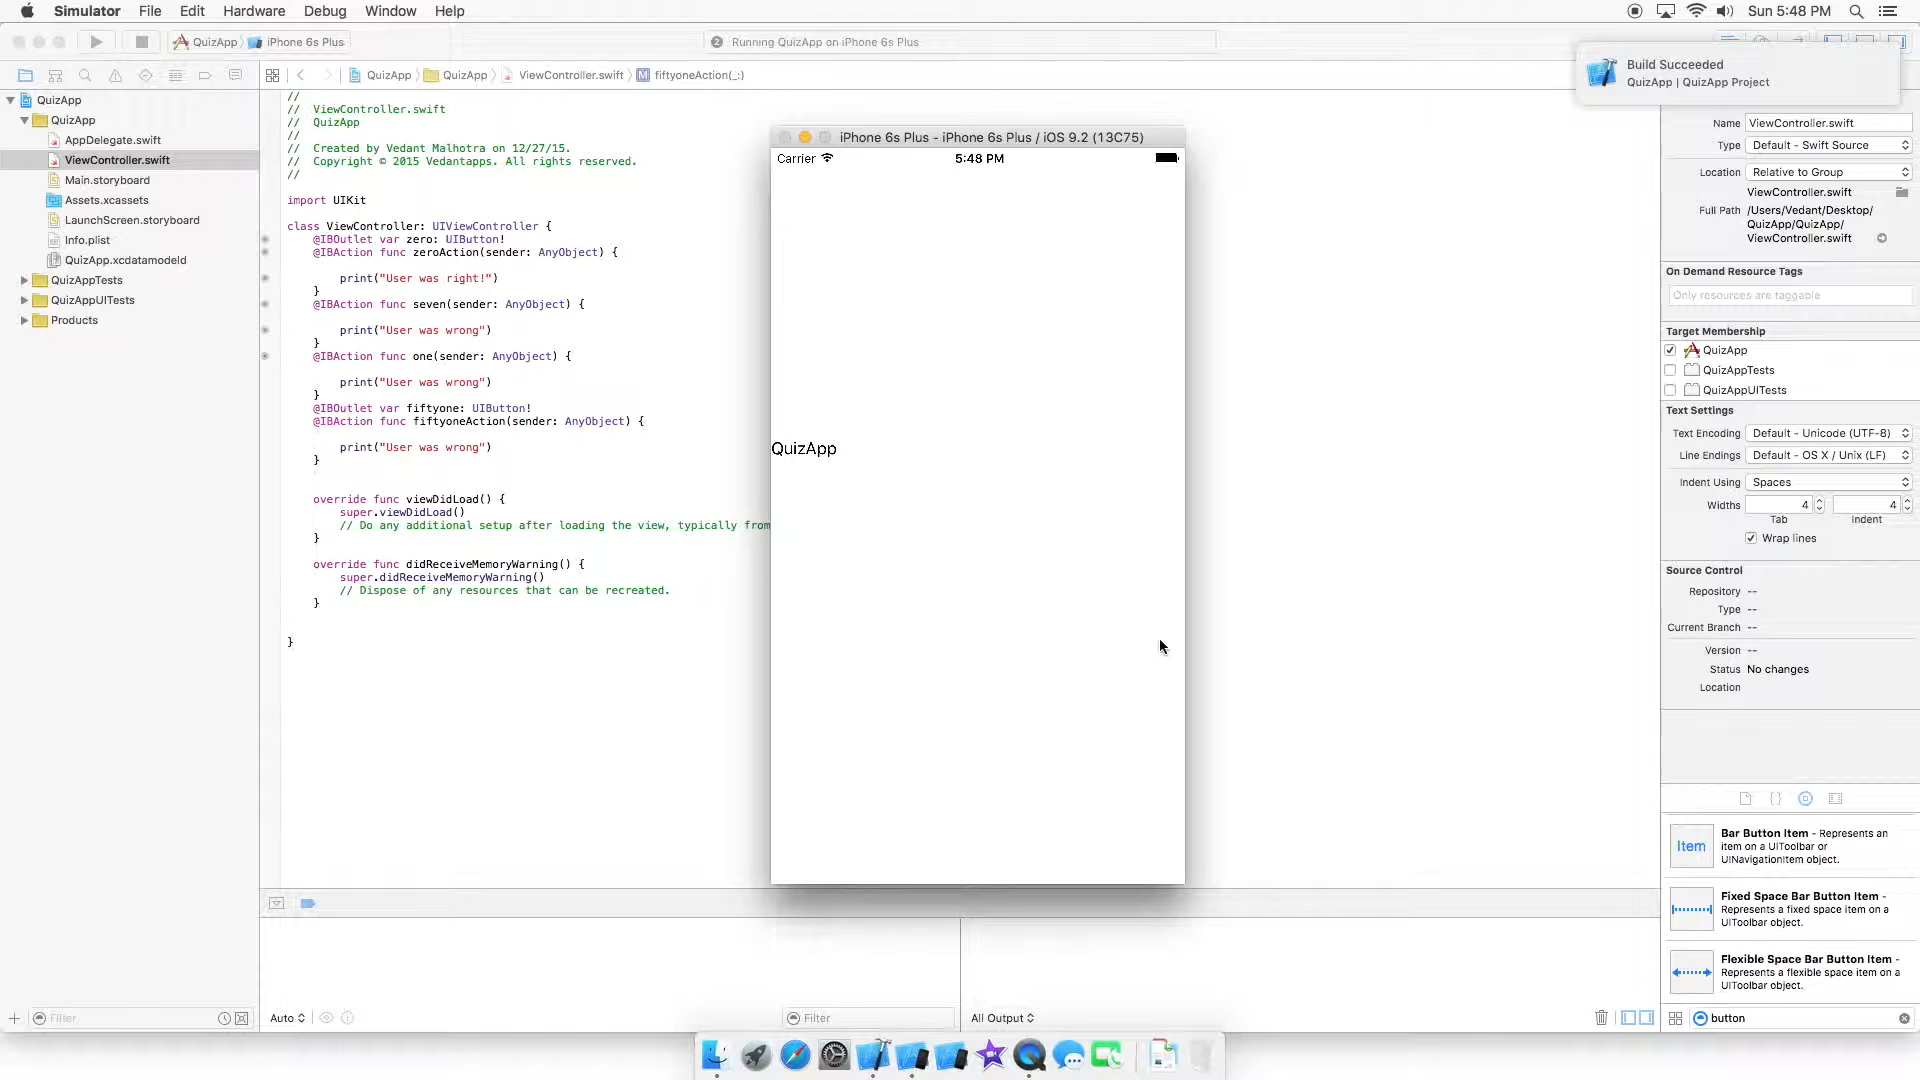 Simulator File Edit Hardware Debug Window Help
Sun 5:48 PM
QuizApp
iPhone 6s Plus
2 Running QuizApp on iPhone 6s Plus
Build Succeeded
QuizApp | QuizApp Project
QuizApp
QuizApp
ViewController.swift
M fiftyoneAction(_:)
QuizApp
QuizApp
AppDelegate.swift
ViewController.swift
Main.storyboard
Assets.xcassets
LaunchScreen.storyboard
Info.plist
QuizApp.xcdatamodeld
QuizAppTests
QuizAppUITests
Products
Filter
//
// ViewController.swift
// QuizApp
//
// Created by Vedant Malhotra on 12/27/15.
// Copyright © 2015 Vedantapps. All rights reserved.
//
import UIKit
class ViewController: UIViewController {
@IBOutlet var zero: UIButton!
@IBAction func zeroAction(sender: AnyObject) {
print("User was right!")
}
@IBAction func seven(sender: AnyObject) {
print("User was wrong")
}
@IBAction func one(sender: AnyObject) {
print("User was wrong")
}
@IBOutlet var fiftyone: UIButton!
@IBAction func fiftyoneAction(sender: AnyObject) {
print("User was wrong")
}
override func viewDidLoad() {
super.viewDidLoad()
// Do any additional setup after loading the view, typically from
}
override func didReceiveMemoryWarning() {
super.didReceiveMemoryWarning()
// Dispose of any resources that can be recreated.
}
}
iPhone 6s Plus - iPhone 6s Plus / iOS 9.2 (13C75)
Carrier 5:48 PM
QuizApp
Auto
Filter
All Output
Name ViewController.swift
Type Default - Swift Source
Location Relative to Group
ViewController.swift
Full Path /Users/Vedant/Desktop/
QuizApp/QuizApp/
ViewController.swift
On Demand Resource Tags
Only resources are taggable
Target Membership
QuizApp
QuizAppTests
QuizAppUITests
Text Settings
Text Encoding Default - Unicode (UTF-8)
Line Endings Default - OS X / Unix (LF)
Indent Using Spaces
Widths 4 4
Tab Indent
Wrap lines
Source Control
Repository --
Type --
Current Branch --
Version --
Status No changes
Location
Item
Bar Button Item - Represents an
item on a UIToolbar or
UINavigationItem object.
Fixed Space Bar Button Item -
Represents a fixed space item on a
UIToolbar object.
Flexible Space Bar Button Item -
Represents a flexible space item on a
UIToolbar object.
button